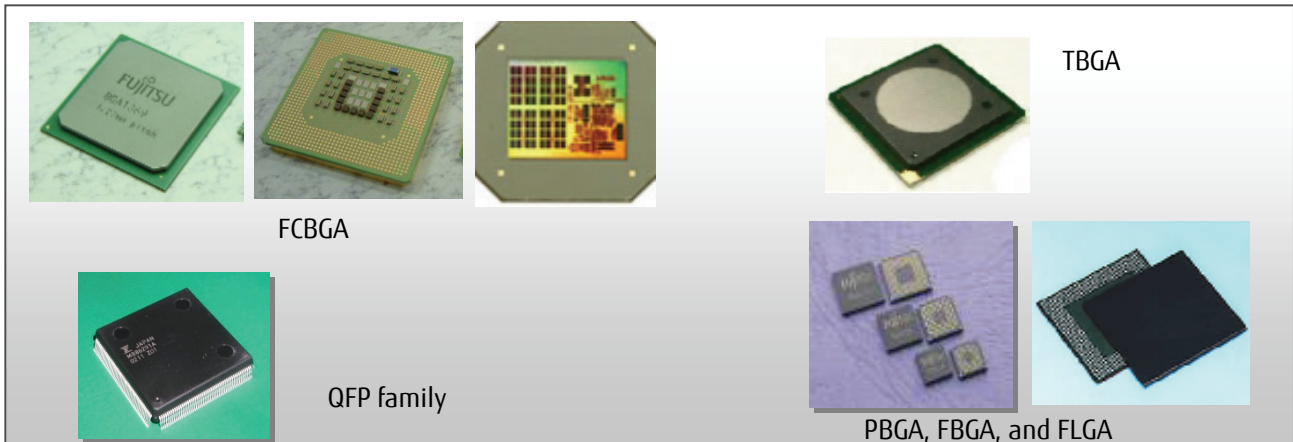 FUJITSU
TBGA
FCBGA
JAPAN
QFP family
PBGA, FBGA, and FLGA